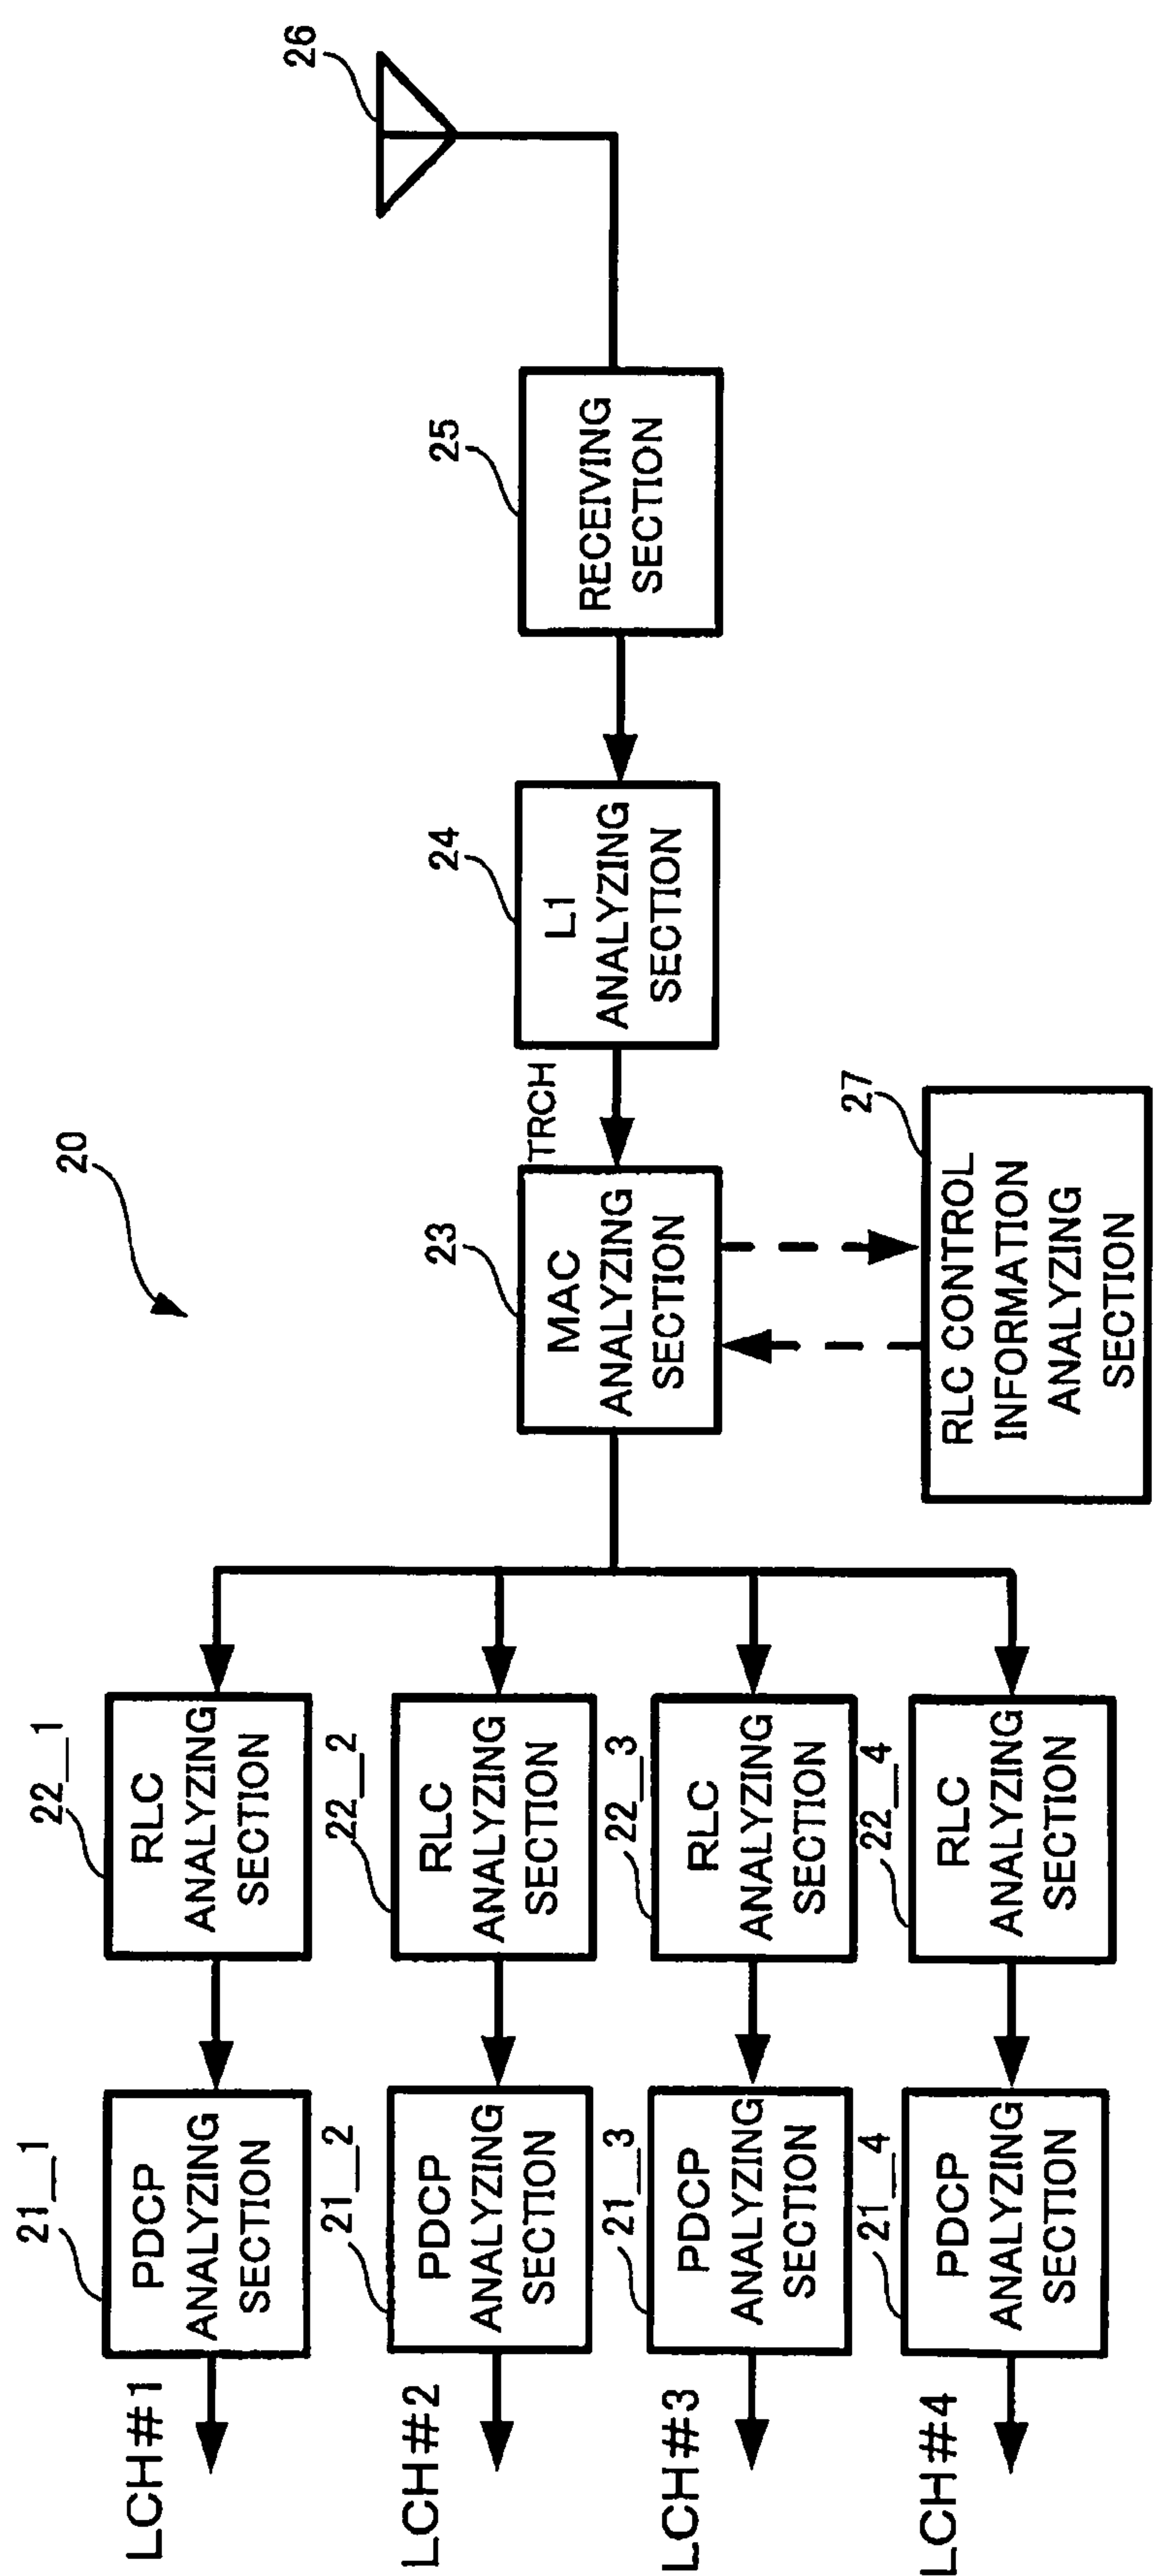 20
LCH#1
21_1
PDCP
ANALYZING
SECTION
22_1
RLC
ANALYZING
SECTION
LCH#2
21_2
PDCP
ANALYZING
SECTION
22_2
RLC
ANALYZING
SECTION
LCH#3
21_3
PDCP
ANALYZING
SECTION
22_3
RLC
ANALYZING
SECTION
LCH#4
21_4
PDCP
ANALYZING
SECTION
22_4
RLC
ANALYZING
SECTION
23
MAC
ANALYZING
SECTION
TRCH
24
L1
ANALYZING
SECTION
25
RECEIVING
SECTION
26
27
RLC CONTROL
INFORMATION
ANALYZING
SECTION